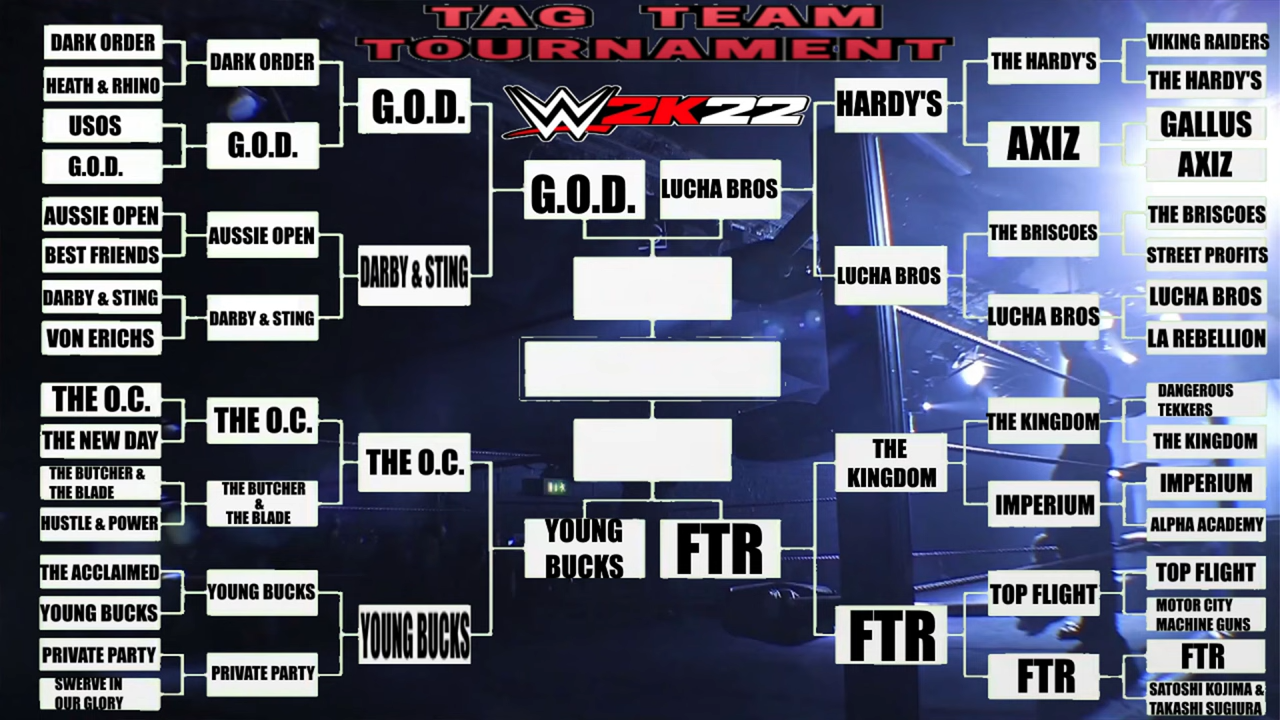 TAG TEAM
TOURNAMENT
W 2K22
DARK ORDER
HEATH & RHINO
USOS
G.O.D.
AUSSIE OPEN
BEST FRIENDS
DARBY & STING
VON ERICHS
THE O.C.
THE NEW DAY
THE BUTCHER &
THE BLADE
HUSTLE & POWER
THE ACCLAIMED
YOUNG BUCKS
PRIVATE PARTY
SWERVE IN
OUR GLORY
DARK ORDER
G.O.D.
AUSSIE OPEN
DARBY & STING
THE O.C.
THE BUTCHER
&
THE BLADE
YOUNG BUCKS
PRIVATE PARTY
G.O.D.
DARBY & STING
THE O.C.
YOUNG BUCKS
G.O.D.
LUCHA BROS
YOUNG
BUCKS
FTR
HARDY'S
LUCHA BROS
THE
KINGDOM
FTR
THE HARDY'S
AXIZ
THE BRISCOES
LUCHA BROS
THE KINGDOM
IMPERIUM
TOP FLIGHT
FTR
VIKING RAIDERS
THE HARDY'S
GALLUS
AXIZ
THE BRISCOES
STREET PROFITS
LUCHA BROS
LA REBELLION
DANGEROUS
TEKKERS
THE KINGDOM
IMPERIUM
ALPHA ACADEMY
TOP FLIGHT
MOTOR CITY
MACHINE GUNS
FTR
SATOSHI KOJIMA &
TAKASHI SUGIURA